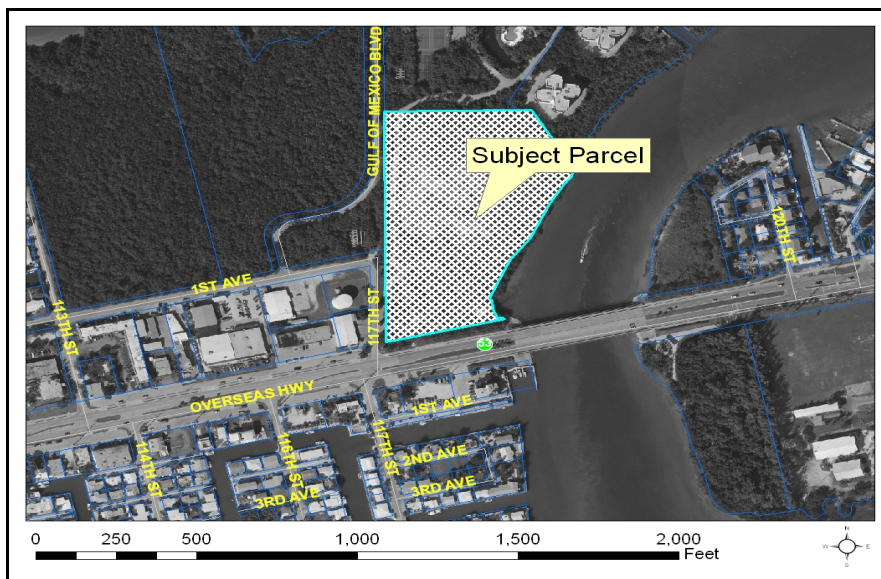 GULF OF MEXICO BLVD
Subject Parcel
120TH ST
1ST AVE
113TH ST
117TH ST
53
OVERSEAS HWY
1ST AVE
114TH ST
116TH ST
117TH ST
2ND AVE
3RD AVE
3RD AVE
0 250 500 1,000 1,500 2,000
Feet
N
W E
S